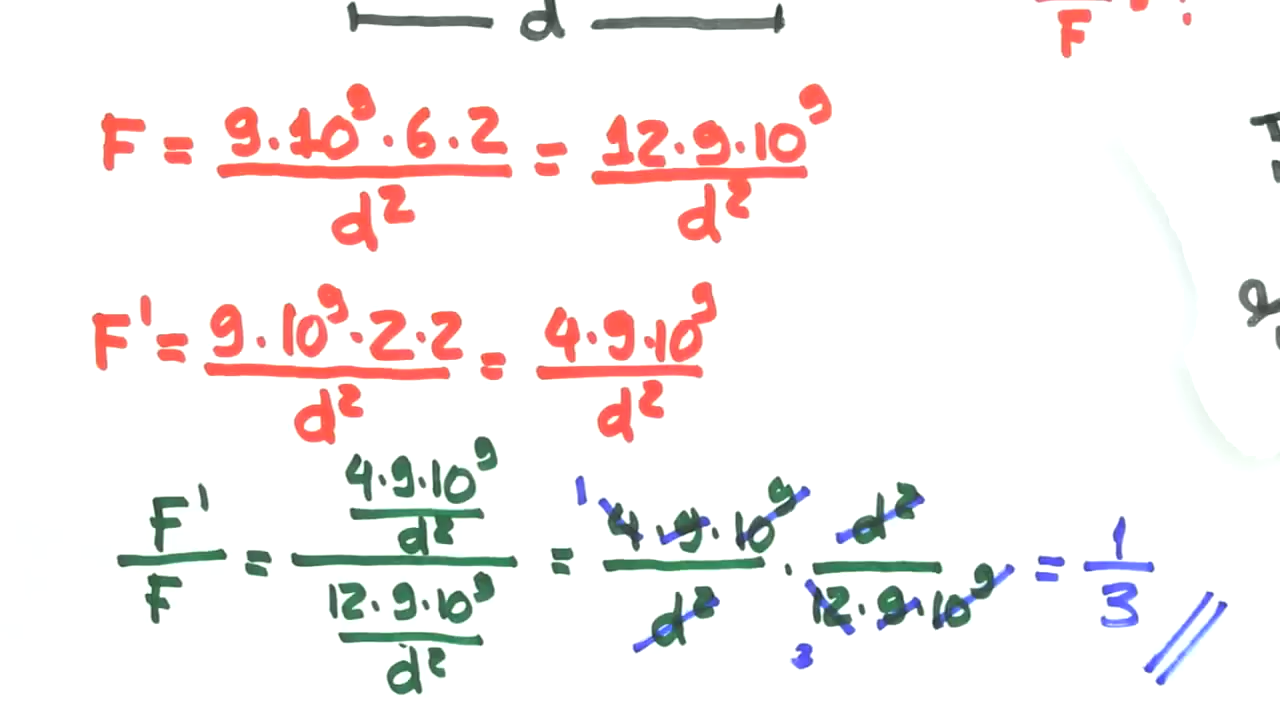 d
F ?
F = 9·10⁹·6·2 / d² = 12·9·10⁹ / d²
F' = 9·10⁹·2·2 / d² = 4·9·10⁹ / d²
F' / F = (4·9·10⁹ / d²) / (12·9·10⁹ / d²) = 1 4·9·10⁹ / d² · d² / 12·9·10⁹ 3 = 1 / 3